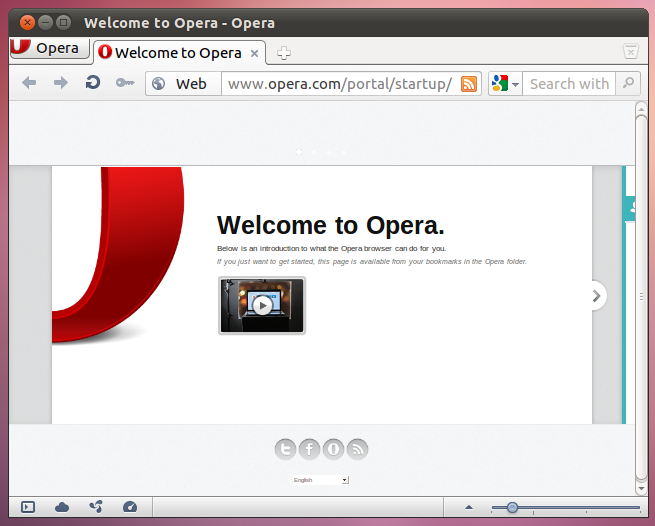 Welcome to Opera - Opera
Opera
Welcome to Opera
Web
www.opera.com/portal/startup/
Search with
Welcome to Opera.
Below is an introduction to what the Opera browser can do for you.
If you just want to get started, this page is available from your bookmarks in the Opera folder.
English